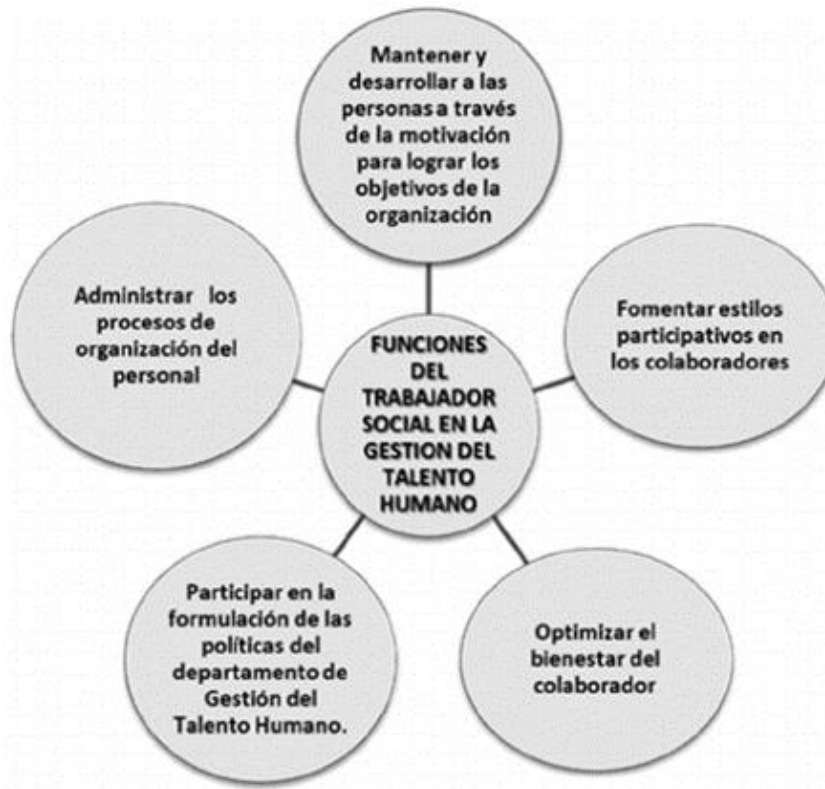 Mantener y
desarrollar a las
personas a través
de la motivación
para lograr los
objetivos de la
organización
Fomentar estilos
participativos en
los colaboradores
Optimizar el
bienestar del
colaborador
Participar en la
formulación de las
políticas del
departamento de
Gestión del
Talento Humano.
Administrar los
procesos de
organización del
personal
FUNCIONES
DEL
TRABAJADOR
SOCIAL EN LA
GESTION DEL
TALENTO
HUMANO